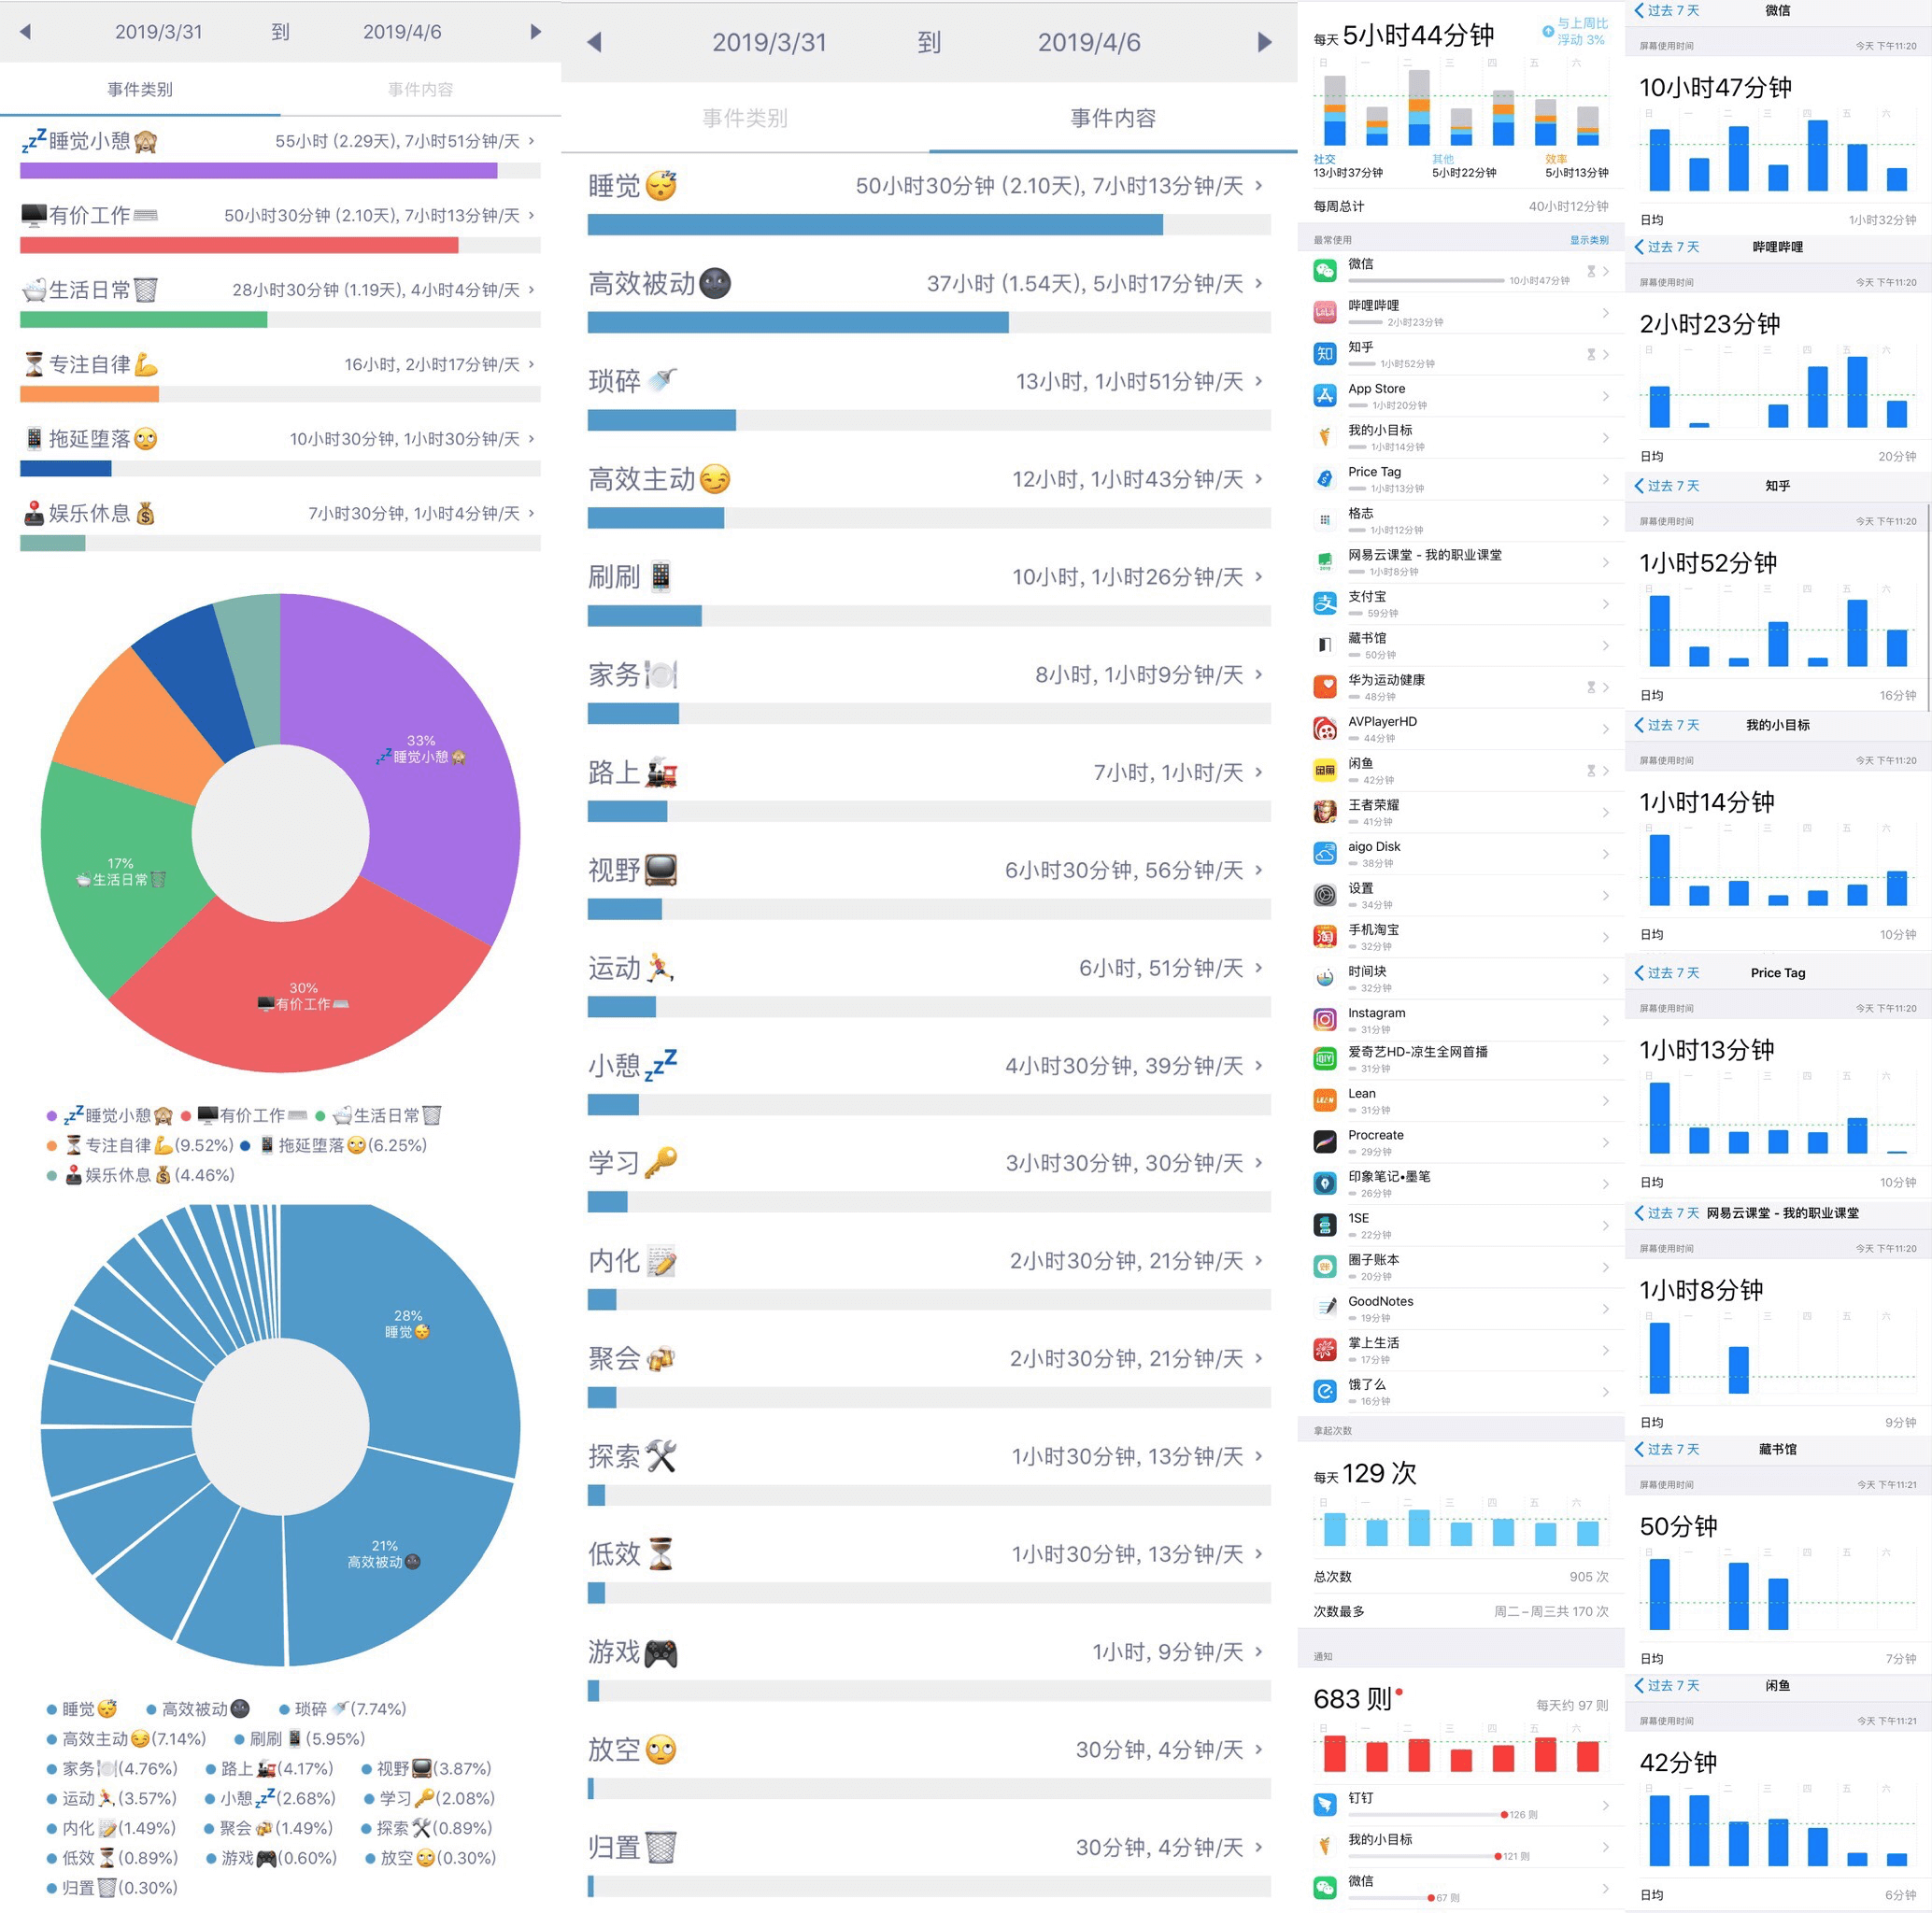 2019/3/31 到 2019/4/6
事件类别 事件内容
睡觉小憩 55小时 (2.29天), 7小时51分钟/天
有价工作 50小时30分钟 (2.10天), 7小时13分钟/天
生活日常 28小时30分钟 (1.19天), 4小时4分钟/天
专注自律 16小时, 2小时17分钟/天
拖延堕落 10小时30分钟, 1小时30分钟/天
娱乐休息 7小时30分钟, 1小时4分钟/天
33%
睡觉小憩
17%
生活日常
30%
有价工作
睡觉小憩 有价工作 生活日常
专注自律(9.52%) 拖延堕落(6.25%)
娱乐休息(4.46%)
28%
睡觉
21%
高效被动
睡觉 高效被动 琐碎(7.74%)
高效主动(7.14%) 刷刷(5.95%)
家务(4.76%) 路上(4.17%) 视野(3.87%)
运动(3.57%) 小憩(2.68%) 学习(2.08%)
内化(1.49%) 聚会(1.49%) 探索(0.89%)
低效(0.89%) 游戏(0.60%) 放空(0.30%)
归置(0.30%)
2019/3/31 到 2019/4/6
事件类别 事件内容
睡觉 50小时30分钟 (2.10天), 7小时13分钟/天
高效被动 37小时 (1.54天), 5小时17分钟/天
琐碎 13小时, 1小时51分钟/天
高效主动 12小时, 1小时43分钟/天
刷刷 10小时, 1小时26分钟/天
家务 8小时, 1小时9分钟/天
路上 7小时, 1小时/天
视野 6小时30分钟, 56分钟/天
运动 6小时, 51分钟/天
小憩 4小时30分钟, 39分钟/天
学习 3小时30分钟, 30分钟/天
内化 2小时30分钟, 21分钟/天
聚会 2小时30分钟, 21分钟/天
探索 1小时30分钟, 13分钟/天
低效 1小时30分钟, 13分钟/天
游戏 1小时, 9分钟/天
放空 30分钟, 4分钟/天
归置 30分钟, 4分钟/天
每天 5小时44分钟 与上周比
浮动 3%
日 一 二 三 四 五 六
社交 其他 效率
13小时37分钟 5小时22分钟 5小时13分钟
每周总计 40小时12分钟
最常使用 显示类别
微信
10小时47分钟
哔哩哔哩
2小时23分钟
知乎
1小时52分钟
App Store
1小时20分钟
我的小目标
1小时14分钟
Price Tag
1小时13分钟
格志
1小时12分钟
网易云课堂 - 我的职业课堂
1小时8分钟
支付宝
59分钟
藏书馆
50分钟
华为运动健康
48分钟
AVPlayerHD
44分钟
闲鱼
42分钟
王者荣耀
41分钟
aigo Disk
38分钟
设置
34分钟
手机淘宝
32分钟
时间块
32分钟
Instagram
31分钟
爱奇艺HD-凉生全网首播
31分钟
Lean
31分钟
Procreate
29分钟
印象笔记•墨笔
26分钟
1SE
22分钟
圈子账本
20分钟
GoodNotes
19分钟
掌上生活
17分钟
饿了么
16分钟
拿起次数
每天 129 次
日 一 二 三 四 五 六
总次数 905 次
次数最多 周二–周三共 170 次
通知
683 则 每天约 97 则
日 一 二 三 四 五 六
钉钉
126 则
我的小目标
121 则
微信
67 则
过去 7 天 微信
屏幕使用时间 今天 下午11:20
10小时47分钟
日 一 二 三 四 五 六
日均 1小时32分钟
过去 7 天 哔哩哔哩
屏幕使用时间 今天 下午11:20
2小时23分钟
日 一 二 三 四 五 六
日均 20分钟
过去 7 天 知乎
屏幕使用时间 今天 下午11:20
1小时52分钟
日 一 二 三 四 五 六
日均 16分钟
过去 7 天 我的小目标
屏幕使用时间 今天 下午11:20
1小时14分钟
日 一 二 三 四 五 六
日均 10分钟
过去 7 天 Price Tag
屏幕使用时间 今天 下午11:20
1小时13分钟
日 一 二 三 四 五 六
日均 10分钟
过去 7 天 网易云课堂 - 我的职业课堂
屏幕使用时间 今天 下午11:20
1小时8分钟
日 一 二 三 四 五 六
日均 9分钟
过去 7 天 藏书馆
屏幕使用时间 今天 下午11:21
50分钟
日 一 二 三 四 五 六
日均 7分钟
过去 7 天 闲鱼
屏幕使用时间 今天 下午11:21
42分钟
日 一 二 三 四 五 六
日均 6分钟